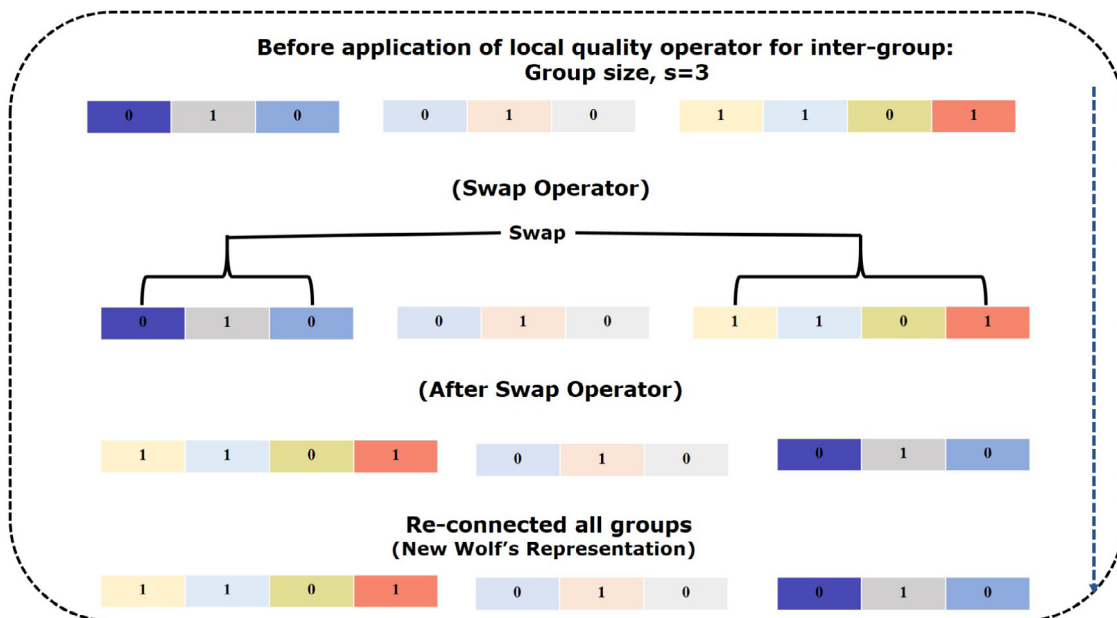 Before application of local quality operator for inter-group:
Group size, s=3
0 1 0 0 1 0 1 1 0 1
(Swap Operator)
Swap
0 1 0 0 1 0 1 1 0 1
(After Swap Operator)
1 1 0 1 0 1 0 0 1 0
Re-connected all groups
(New Wolf's Representation)
1 1 0 1 0 1 0 0 1 0